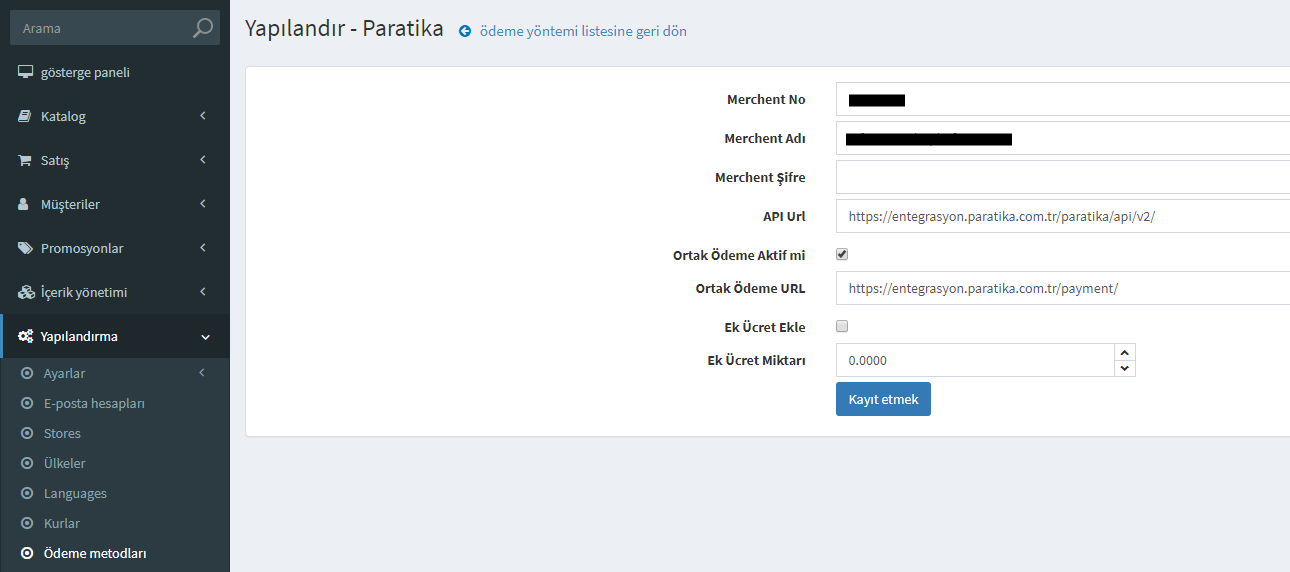 Arama
gösterge paneli
Katalog
Satış
Müşteriler
Promosyonlar
İçerik yönetimi
Yapılandırma
Ayarlar
E-posta hesapları
Stores
Ülkeler
Languages
Kurlar
Ödeme metodları
Yapılandır - Paratika ödeme yöntemi listesine geri dön
Merchent No
Merchent Adı
Merchent Şifre
API Url https://entegrasyon.paratika.com.tr/paratika/api/v2/
Ortak Ödeme Aktif mi
Ortak Ödeme URL https://entegrasyon.paratika.com.tr/payment/
Ek Ücret Ekle
Ek Ücret Miktarı 0.0000
Kayıt etmek